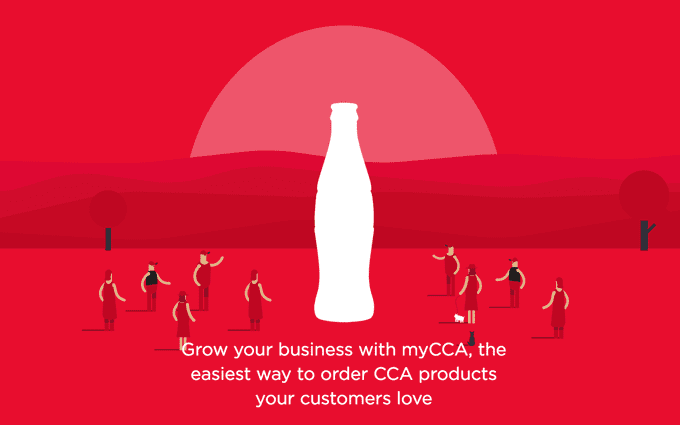 Grow your business with myCCA, the
easiest way to order CCA products
your customers love